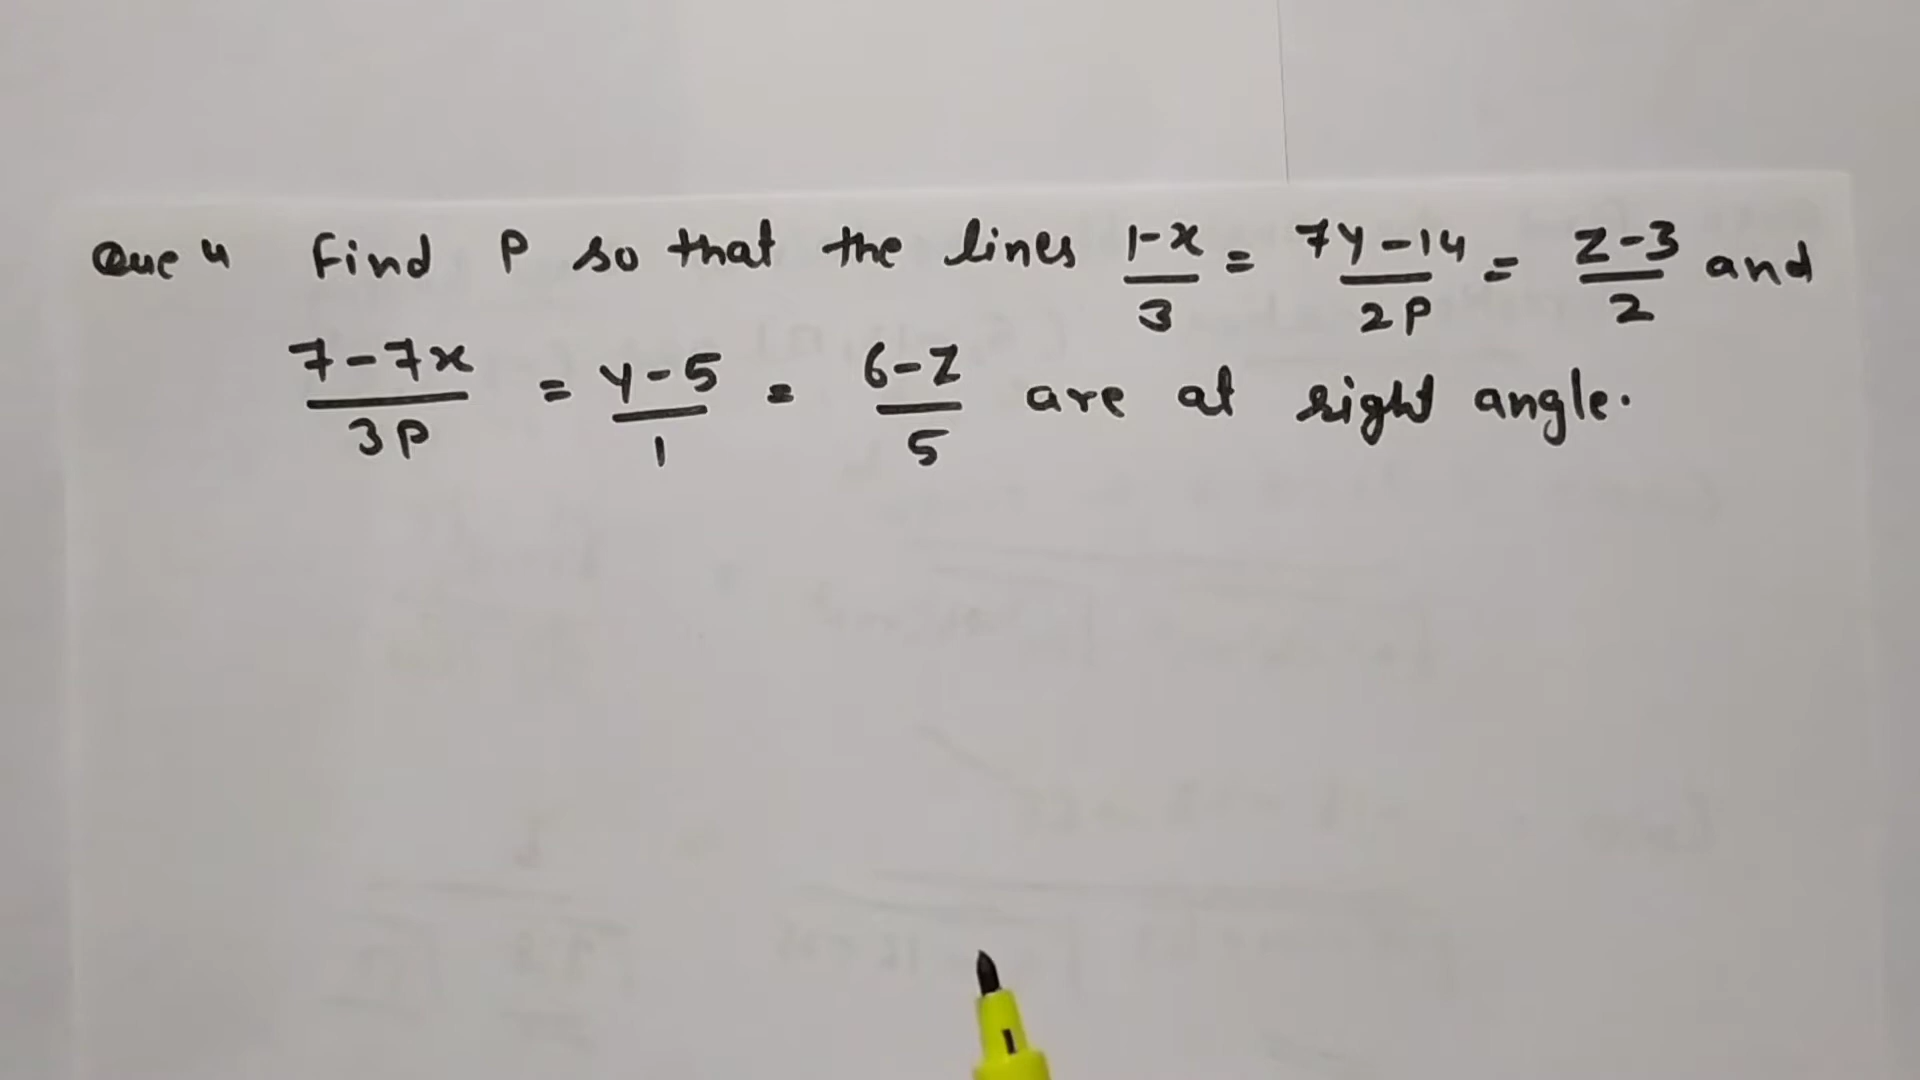 Que 4 Find P so that the lines 1-x/3 = 7y-14/2P = z-3/2 and
7-7x/3P = y-5/1 = 6-z/5 are at right angle.